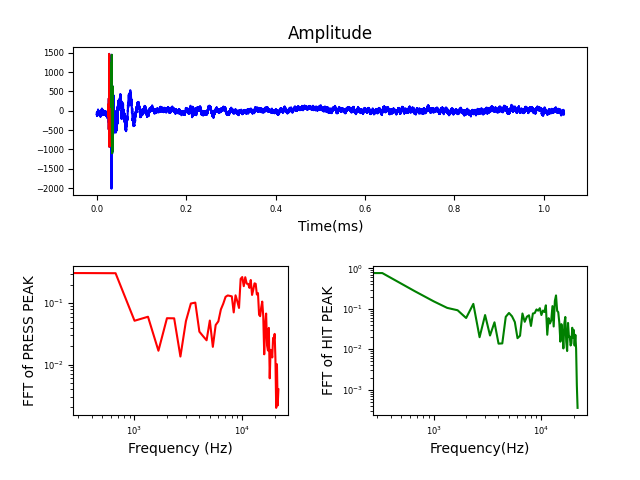 Amplitude
1500
1000
500
0
−500
−1000
−1500
−2000
0.0 0.2 0.4 0.6 0.8 1.0
Time(ms)
FFT of PRESS PEAK
10⁻¹
10⁻²
10³ 10⁴
Frequency (Hz)
FFT of HIT PEAK
10⁰
10⁻¹
10⁻²
10⁻³
10³ 10⁴
Frequency(Hz)